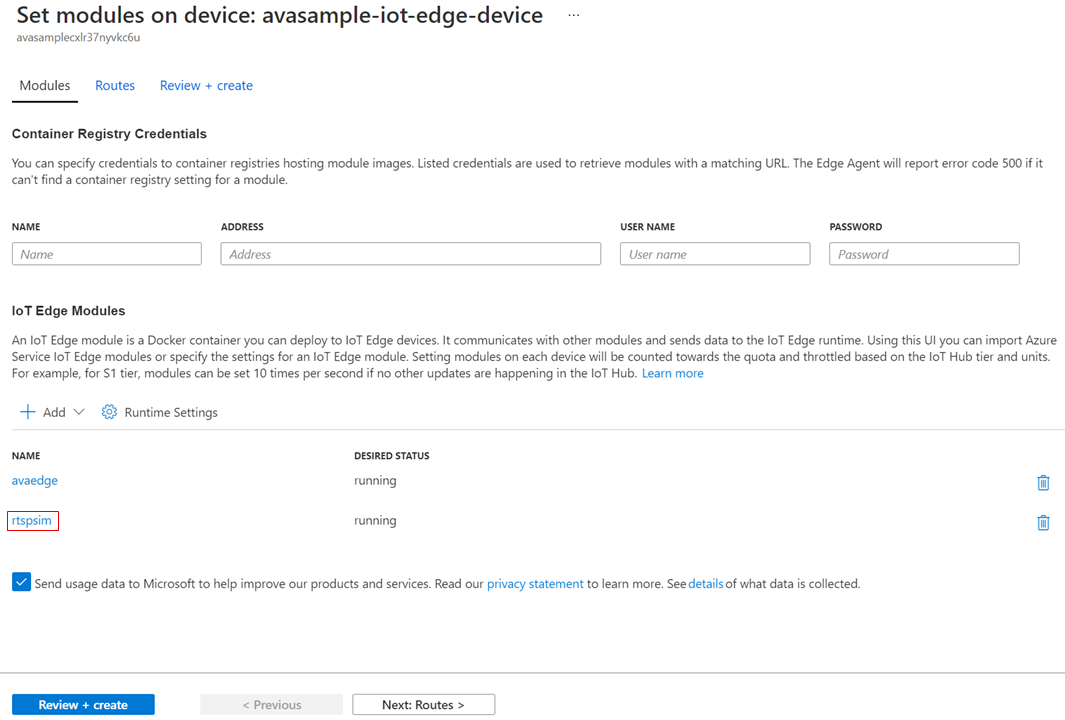 Set modules on device: avasample-iot-edge-device ...
avasamplecxlr37nyvkc6u
Modules Routes Review + create
Container Registry Credentials
You can specify credentials to container registries hosting module images. Listed credentials are used to retrieve modules with a matching URL. The Edge Agent will report error code 500 if it
can't find a container registry setting for a module.
NAME ADDRESS USER NAME PASSWORD
Name Address User name Password
IoT Edge Modules
An IoT Edge module is a Docker container you can deploy to IoT Edge devices. It communicates with other modules and sends data to the IoT Edge runtime. Using this UI you can import Azure
Service IoT Edge modules or specify the settings for an IoT Edge module. Setting modules on each device will be counted towards the quota and throttled based on the IoT Hub tier and units.
For example, for S1 tier, modules can be set 10 times per second if no other updates are happening in the IoT Hub. Learn more
Add Runtime Settings
NAME DESIRED STATUS
avaedge running
rtspsim running
Send usage data to Microsoft to help improve our products and services. Read our privacy statement to learn more. See details of what data is collected.
Review + create < Previous Next: Routes >